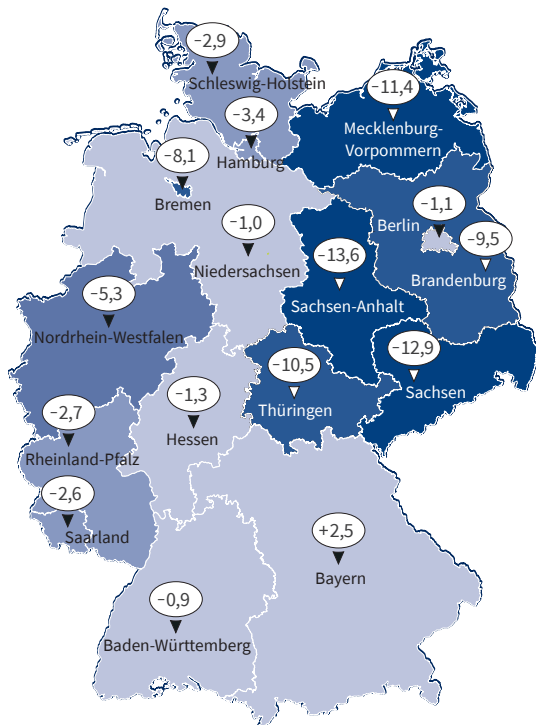 -2,9
Schleswig-Holstein
-11,4
Mecklenburg-
Vorpommern
-3,4
Hamburg
-8,1
Bremen
-1,1
Berlin
-1,0
Niedersachsen
-9,5
Brandenburg
-13,6
Sachsen-Anhalt
-5,3
Nordrhein-Westfalen
-12,9
Sachsen
-10,5
Thüringen
-1,3
Hessen
-2,7
Rheinland-Pfalz
-2,6
Saarland
+2,5
Bayern
-0,9
Baden-Württemberg